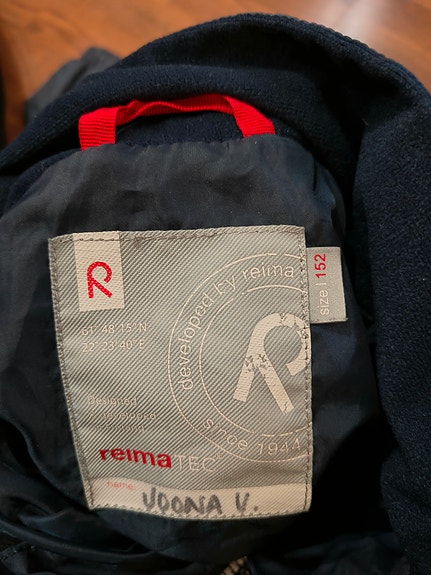 developed by reima
since 1944
size | 152
61° 48'15"N
22° 23'40"E
Designed
reimaTEC
name:
JOONA V.